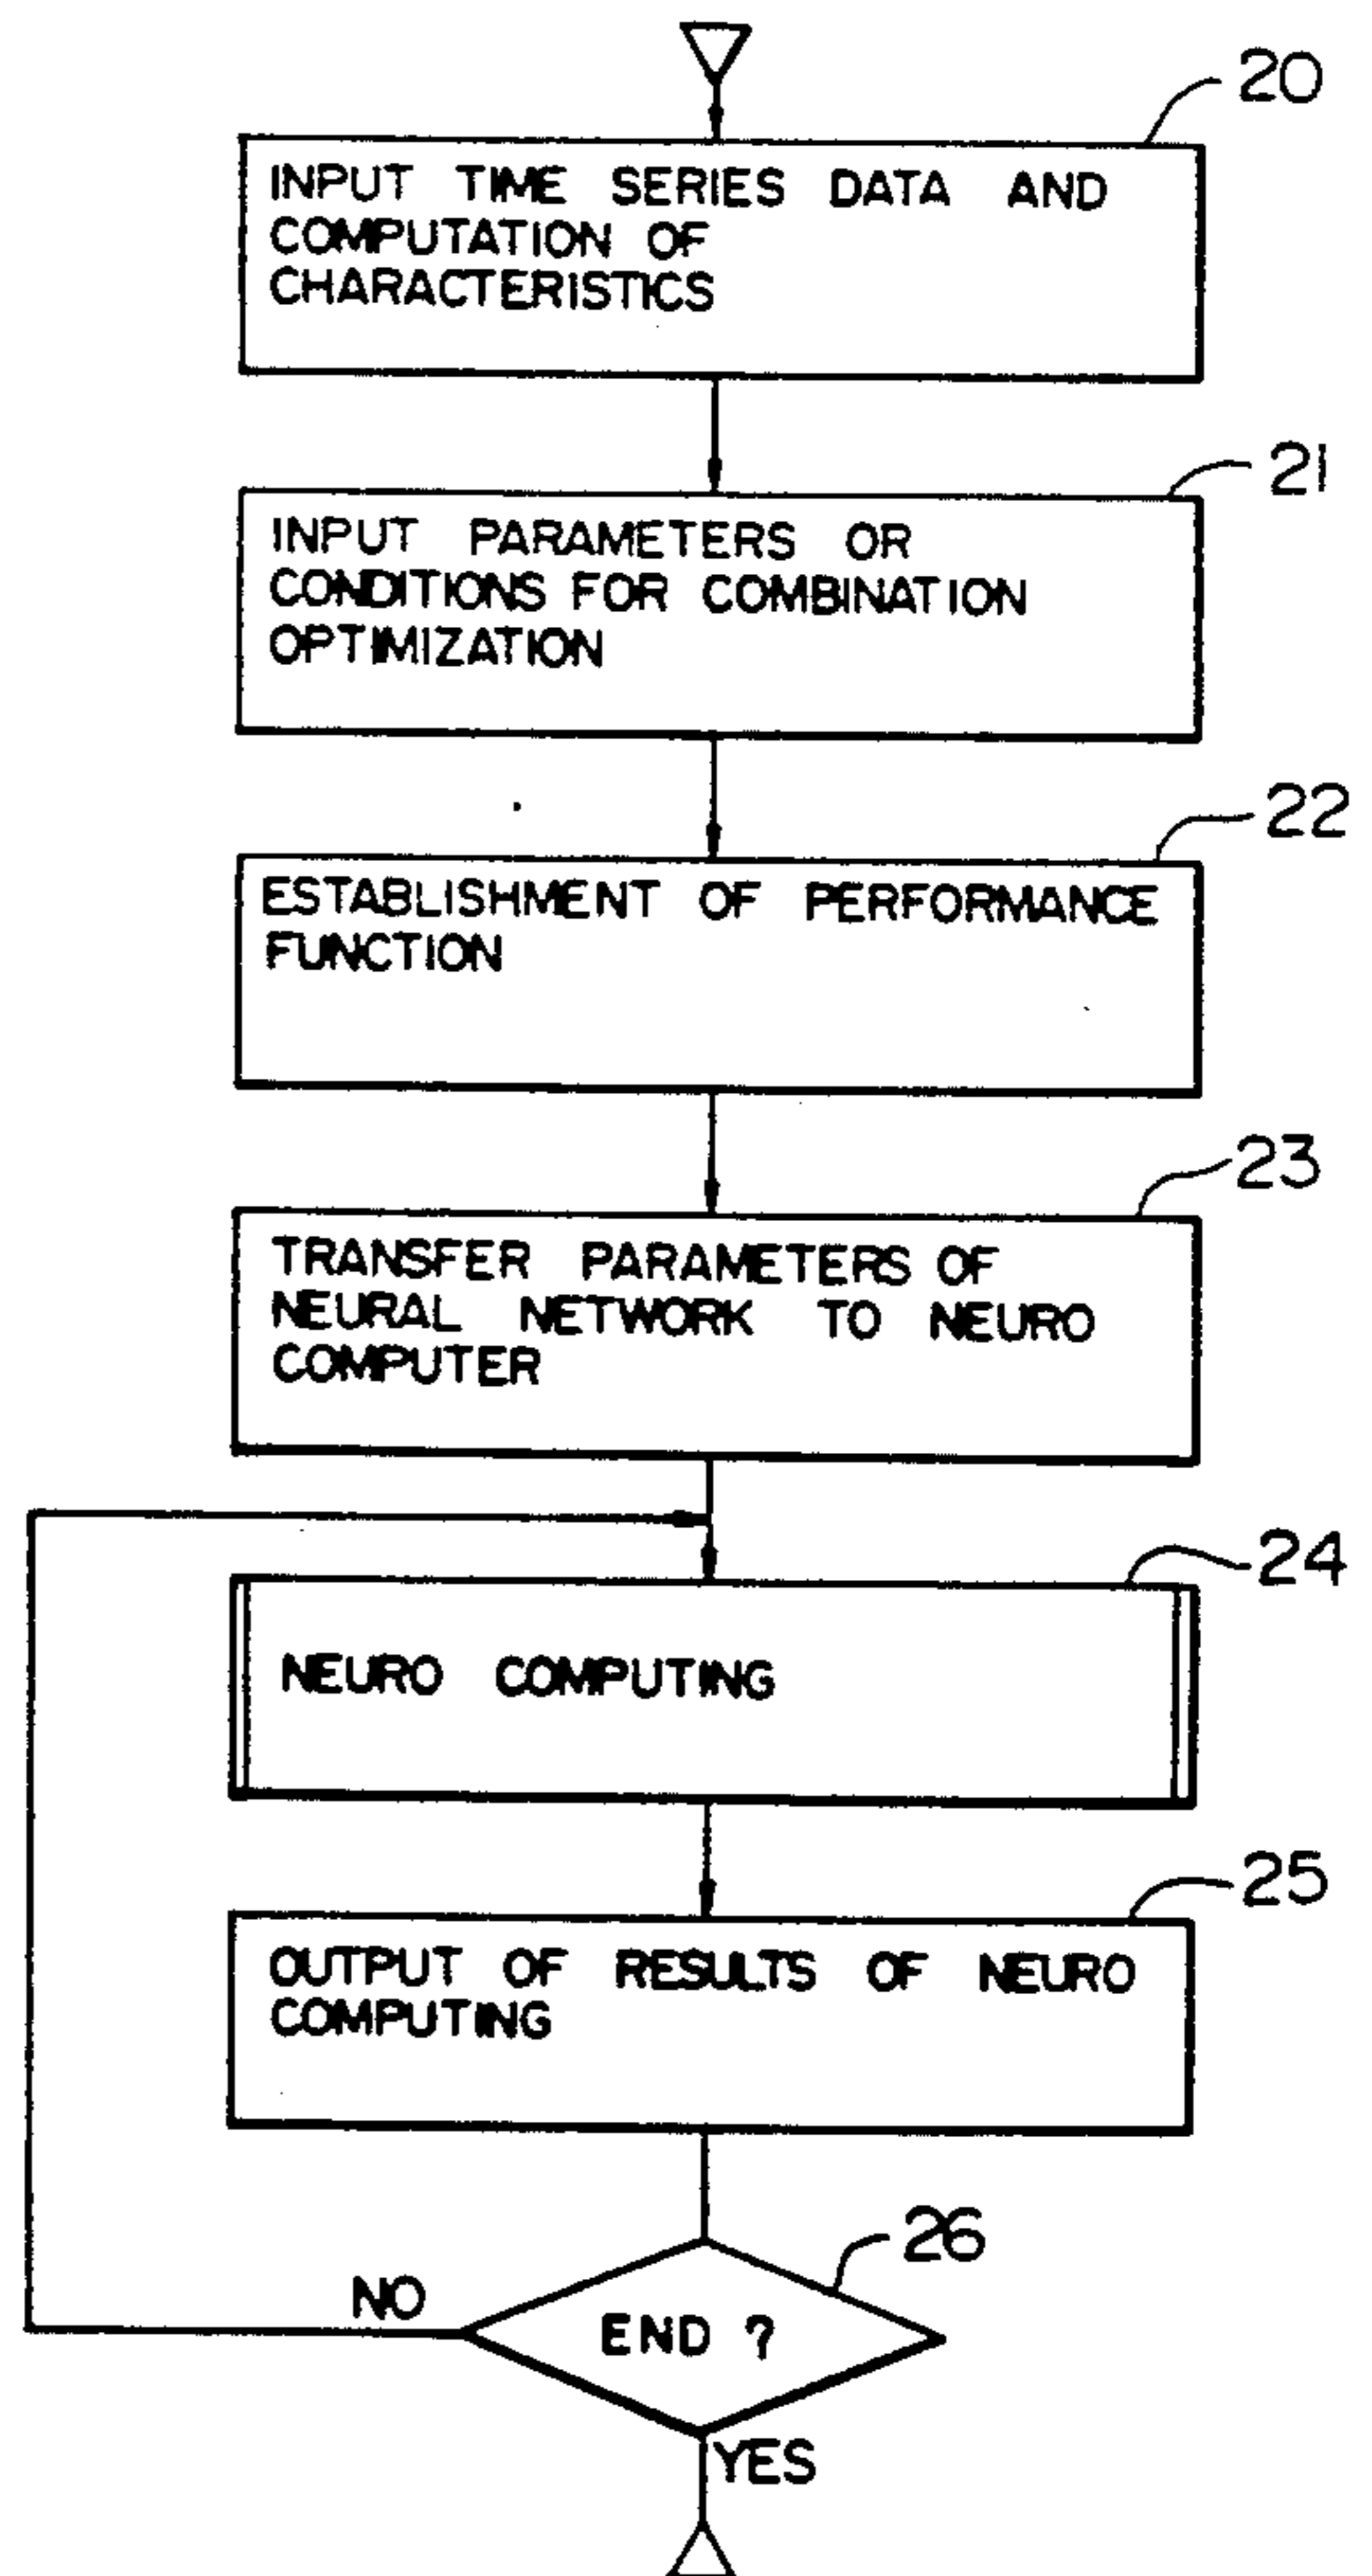 20
INPUT TIME SERIES DATA AND
COMPUTATION OF
CHARACTERISTICS
21
INPUT PARAMETERS OR
CONDITIONS FOR COMBINATION
OPTIMIZATION
22
ESTABLISHMENT OF PERFORMANCE
FUNCTION
23
TRANSFER PARAMETERS OF
NEURAL NETWORK TO NEURO
COMPUTER
24
NEURO COMPUTING
25
OUTPUT OF RESULTS OF NEURO
COMPUTING
26
NO
END ?
YES